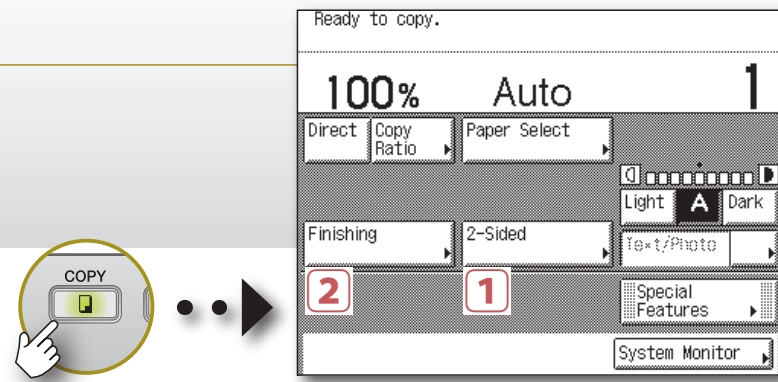 Ready to copy.
100% Auto 1
Direct Copy Ratio Paper Select
Light A Dark
Finishing 2-Sided Text/Photo
2 1
Special Features
System Monitor
COPY